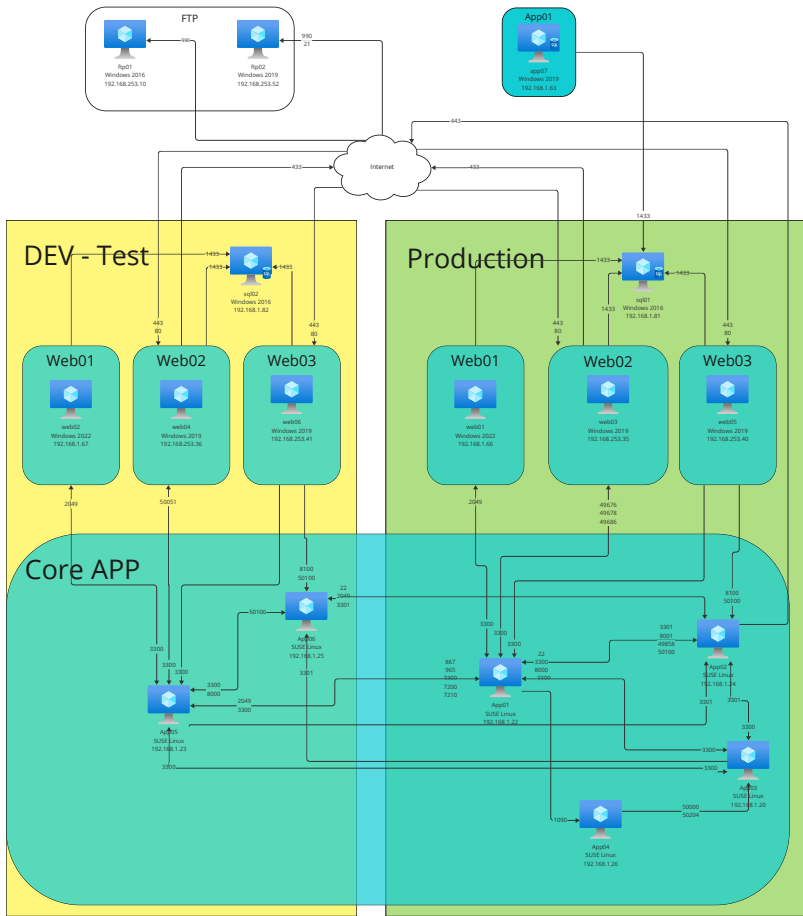 FTP
ftp01
Windows 2016
192.168.253.10
ftp02
Windows 2019
192.168.253.52
990
990
21
App01
app07
Windows 2019
192.168.1.63
443
Internet
433
433
1433
DEV - Test
1433
1433
1433
sql02
Windows 2016
192.168.1.82
443
80
443
80
Production
1433
1433
1433
sql01
Windows 2016
192.168.1.81
443
80
443
80
Web01
web02
Windows 2022
192.168.1.67
Web02
web04
Windows 2019
192.168.253.36
Web03
web06
Windows 2019
192.168.253.41
Web01
web01
Windows 2022
192.168.1.66
Web02
web03
Windows 2019
192.168.253.35
Web03
web05
Windows 2019
192.168.253.40
2049
50051
2049
49676
49678
49686
Core APP
8100
50100
22
2049
3301
App06
SUSE Linux
192.168.1.25
50100
3301
3300
3300
3300
3300
8000
2049
3300
App05
SUSE Linux
192.168.1.23
3300
3300
3300
3300
867
965
3300
7200
7210
22
3300
8000
3300
App01
SUSE Linux
192.168.1.22
8100
50100
3301
8001
49858
50100
App02
SUSE Linux
192.168.1.24
3301
3301
3300
3300
3300
App03
SUSE Linux
192.168.1.20
50000
50204
1090
App04
SUSE Linux
192.168.1.26